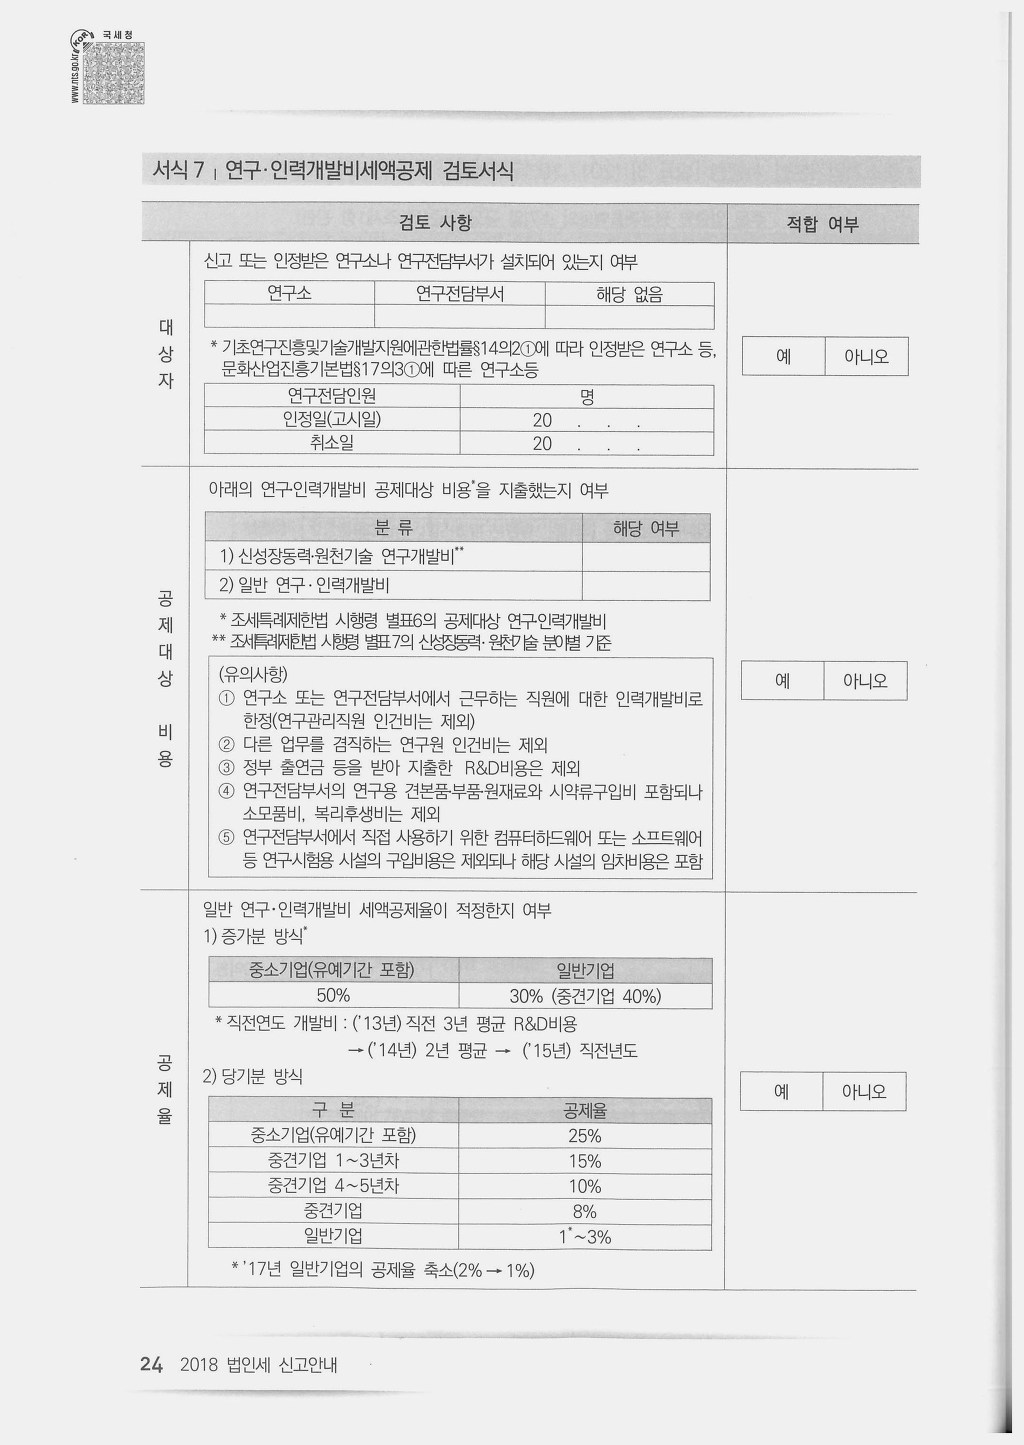 국세청
KOR
www.nts.go.kr
서식 7 | 연구·인력개발비세액공제 검토서식
검토 사항
적합 여부
대상자
신고 또는 인정받은 연구소나 연구전담부서가 설치되어 있는지 여부
연구소 연구전담부서 해당 없음
* 기초연구진흥및기술개발지원에관한법률§14의2①에 따라 인정받은 연구소 등,
문화산업진흥기본법§17의3①에 따른 연구소등
예 아니오
연구전담인원 명
인정일(고시일) 20 . . .
취소일 20 . . .
공제대상 비용
아래의 연구·인력개발비 공제대상 비용*을 지출했는지 여부
분 류 해당 여부
1) 신성장동력·원천기술 연구개발비**
2) 일반 연구·인력개발비
* 조세특례제한법 시행령 별표6의 공제대상 연구·인력개발비
** 조세특례제한법 시행령 별표7의 신성장동력·원천기술 분야별 기준
(유의사항)
① 연구소 또는 연구전담부서에서 근무하는 직원에 대한 인력개발비로
한정(연구관리직원 인건비는 제외)
② 다른 업무를 겸직하는 연구원 인건비는 제외
③ 정부 출연금 등을 받아 지출한 R&D비용은 제외
④ 연구전담부서의 연구용 견본품·부품·원재료와 시약류구입비 포함되나
소모품비, 복리후생비는 제외
⑤ 연구전담부서에서 직접 사용하기 위한 컴퓨터하드웨어 또는 소프트웨어
등 연구·시험용 시설의 구입비용은 제외되나 해당 시설의 임차비용은 포함
예 아니오
공제율
일반 연구·인력개발비 세액공제율이 적정한지 여부
1) 증가분 방식*
중소기업(유예기간 포함) 일반기업
50% 30% (중견기업 40%)
* 직전연도 개발비 : ('13년) 직전 3년 평균 R&D비용
→ ('14년) 2년 평균 → ('15년) 직전년도
2) 당기분 방식
구 분 공제율
중소기업(유예기간 포함) 25%
중견기업 1~3년차 15%
중견기업 4~5년차 10%
중견기업 8%
일반기업 1*~3%
* '17년 일반기업의 공제율 축소(2% → 1%)
예 아니오
24 2018 법인세 신고안내